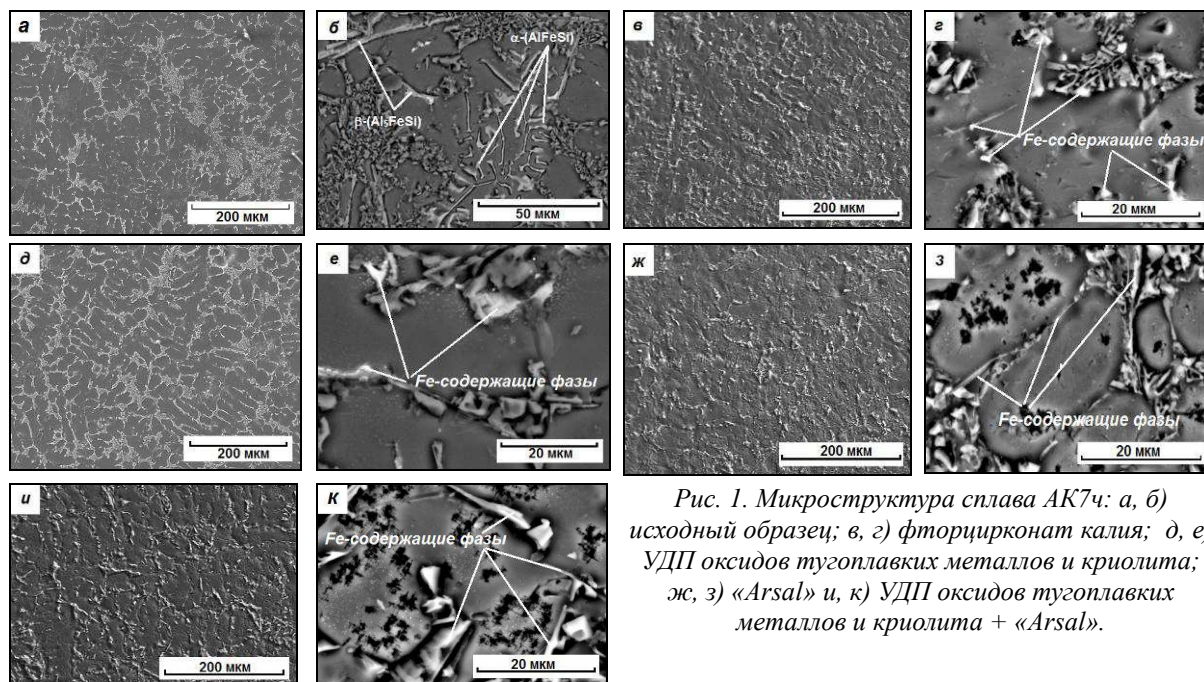 а
200 мкм
б
α-(AlFeSi)
β-(Al₅FeSi)
50 мкм
в
200 мкм
г
Fe-содержащие фазы
20 мкм
д
200 мкм
е
Fe-содержащие фазы
20 мкм
ж
200 мкм
з
Fe-содержащие фазы
20 мкм
и
200 мкм
К
Fe-содержащие фазы
20 мкм
Рис. 1. Микроструктура сплава АК7ч: а, б)
исходный образец; в, г) фторцирконат калия; д, е)
УДП оксидов тугоплавких металлов и криолита;
ж, з) «Arsal» и, к) УДП оксидов тугоплавких
металлов и криолита + «Arsal».